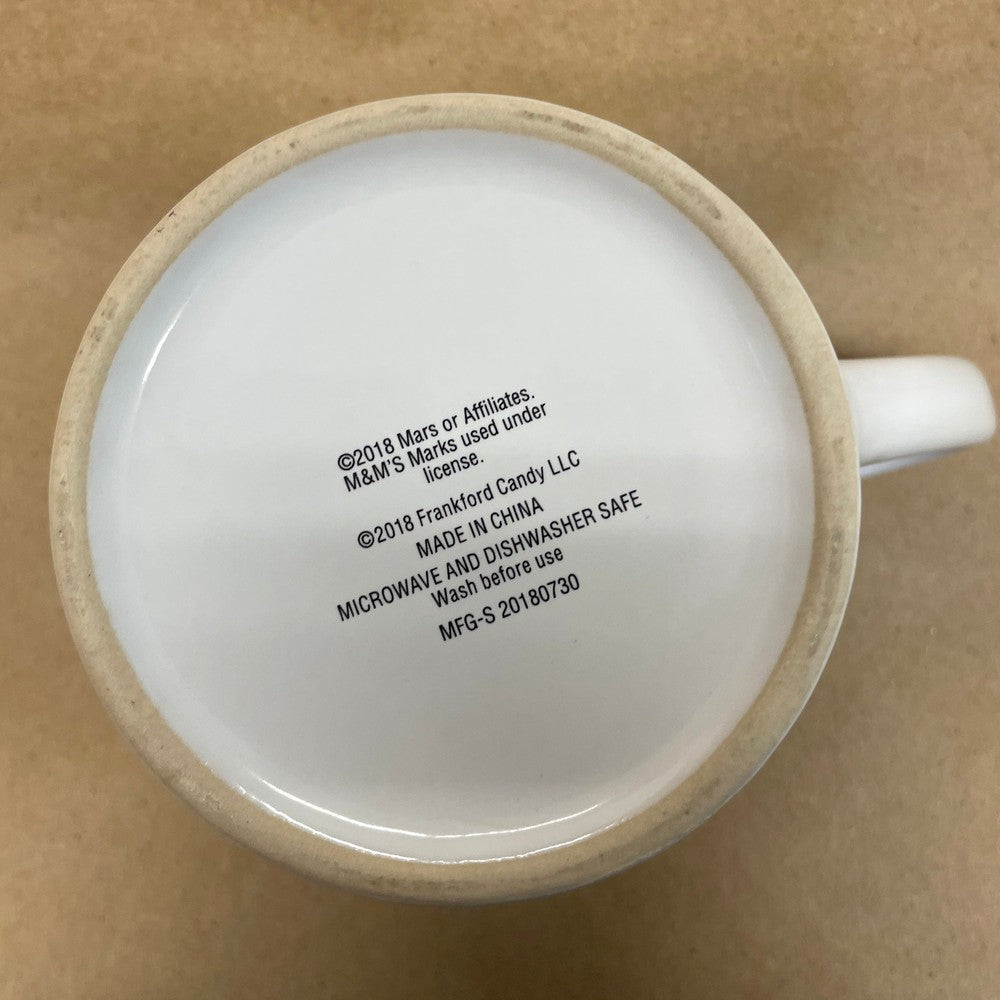 ©2018 Mars or Affiliates.
M&M'S Marks used under
license.
©2018 Frankford Candy LLC
MADE IN CHINA
MICROWAVE AND DISHWASHER SAFE
Wash before use
MFG-S 20180730